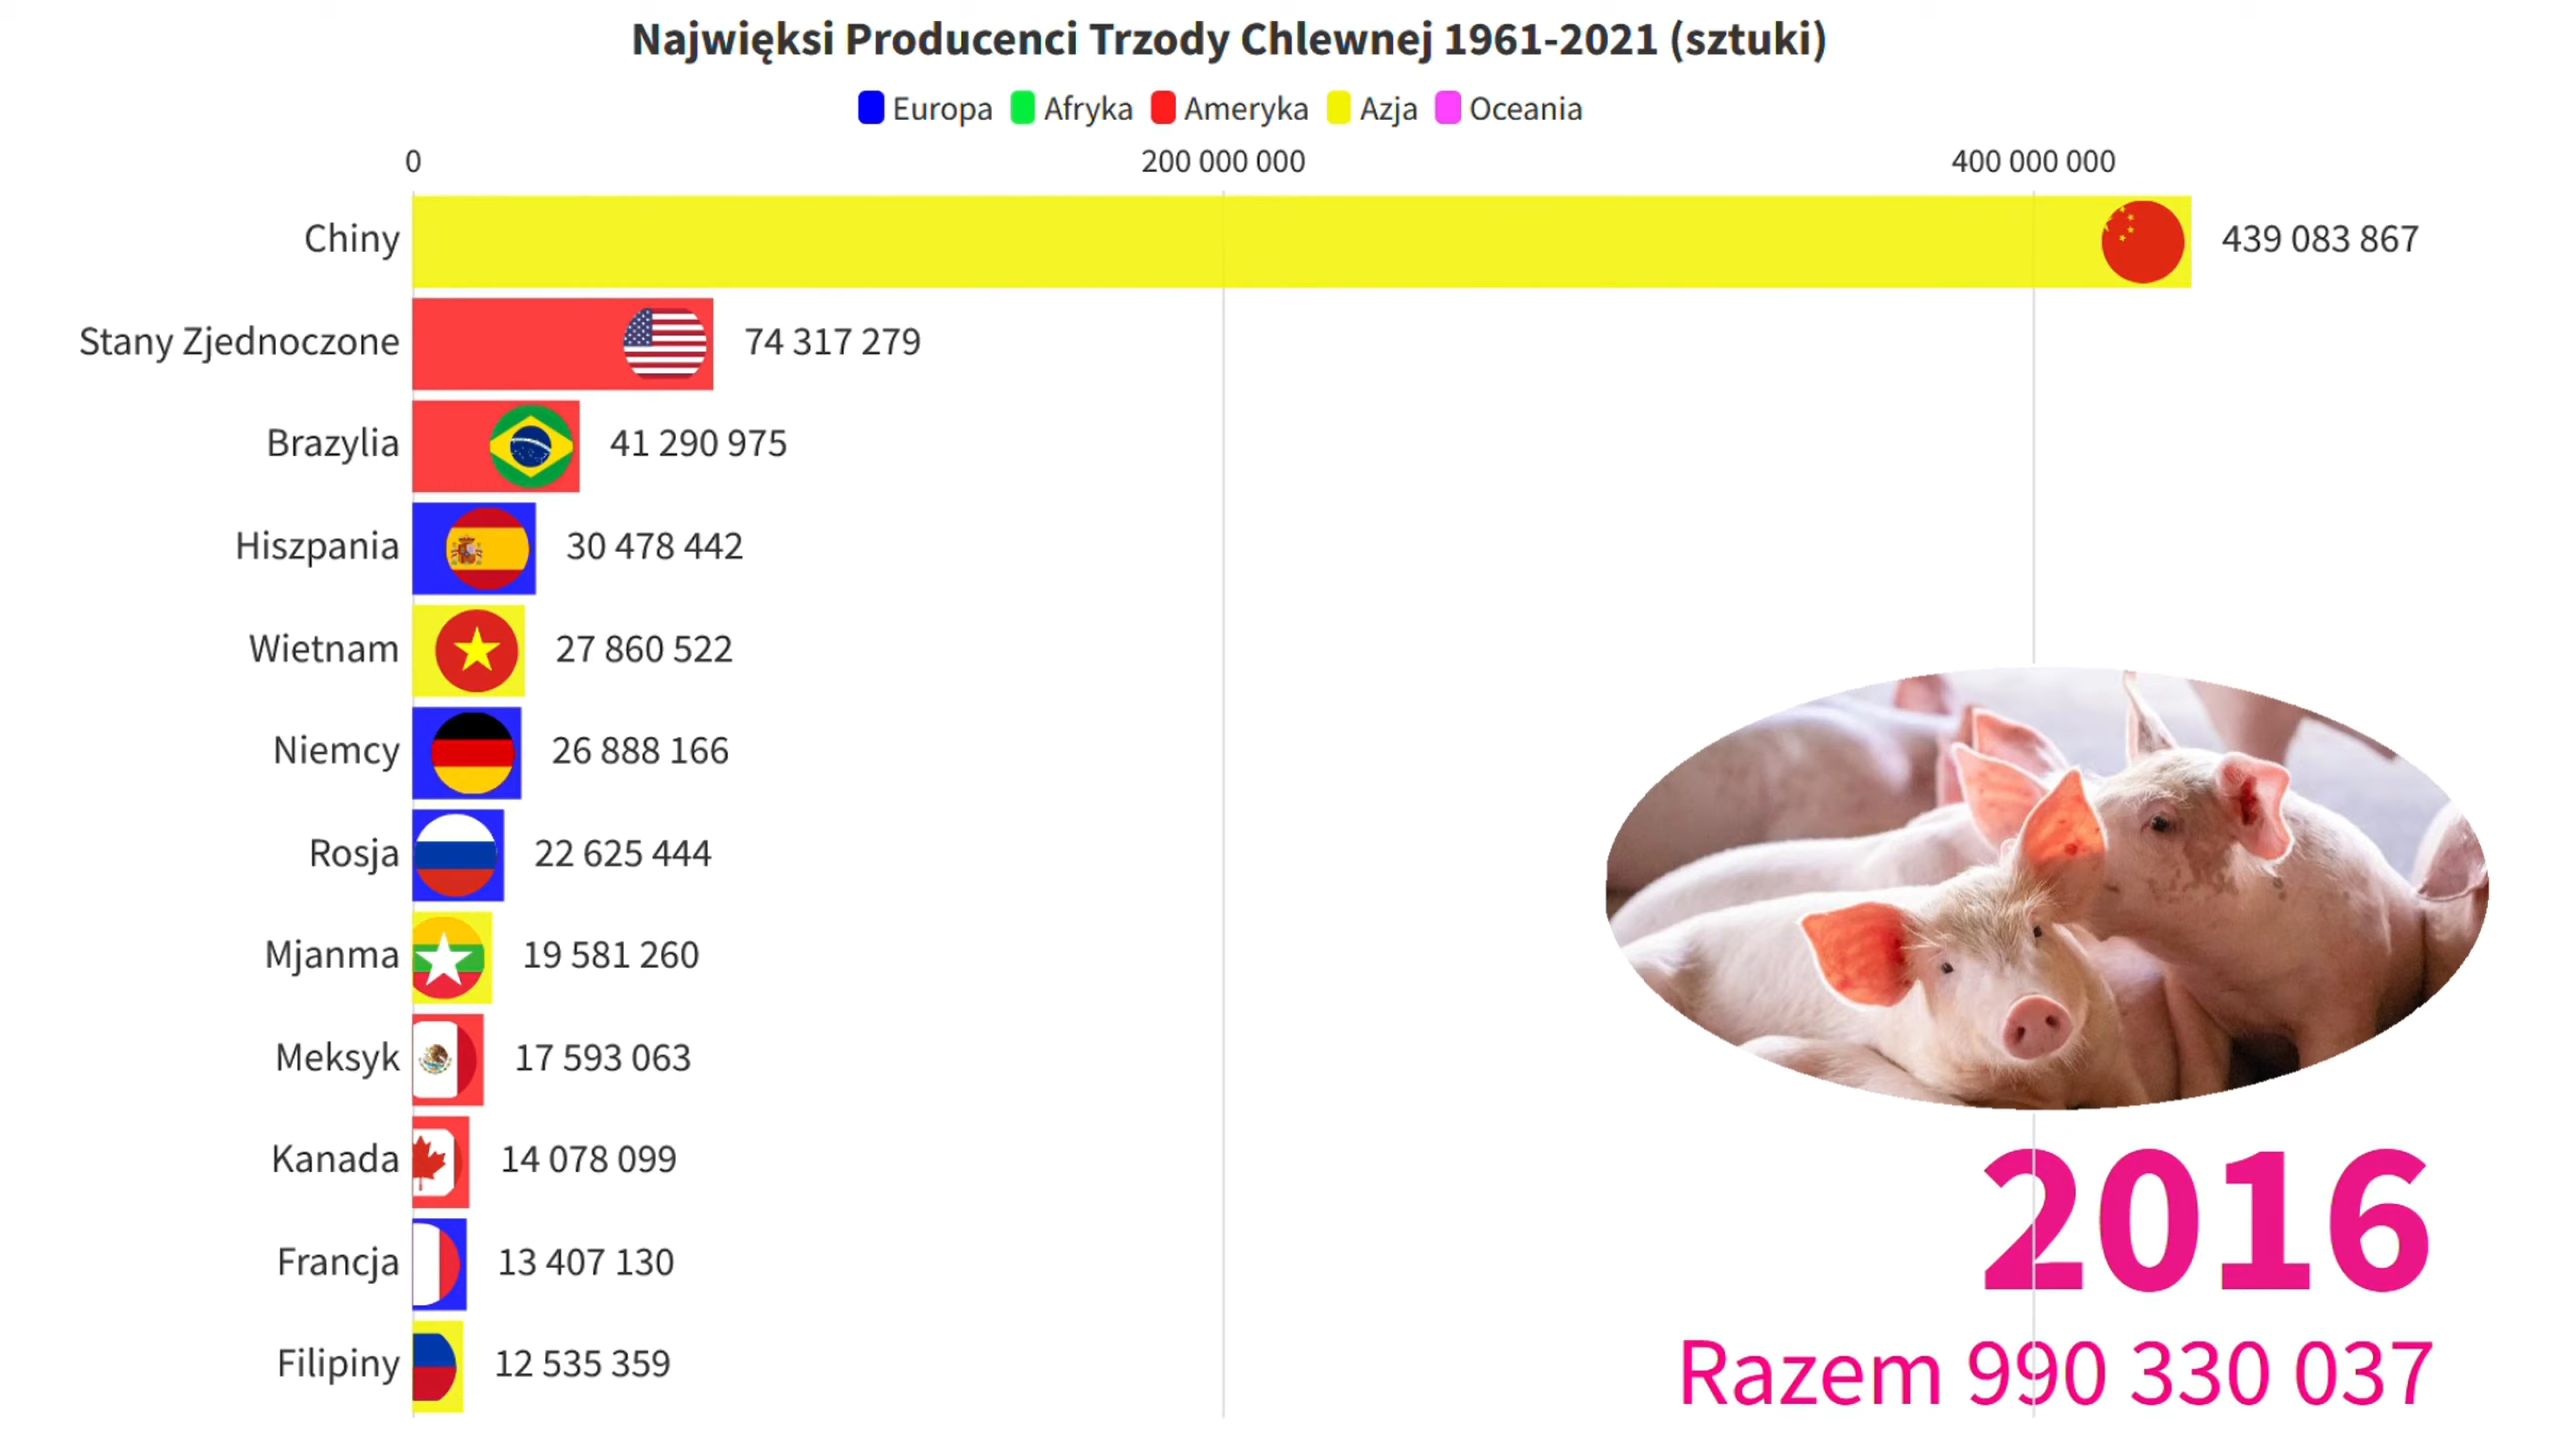 Najwięksi Producenci Trzody Chlewnej 1961-2021 (sztuki)
Europa Afryka Ameryka Azja Oceania
0 200 000 000 400 000 000
Chiny 439 083 867
Stany Zjednoczone 74 317 279
Brazylia 41 290 975
Hiszpania 30 478 442
Wietnam 27 860 522
Niemcy 26 888 166
Rosja 22 625 444
Mjanma 19 581 260
Meksyk 17 593 063
Kanada 14 078 099
Francja 13 407 130
Filipiny 12 535 359
2016
Razem 990 330 037